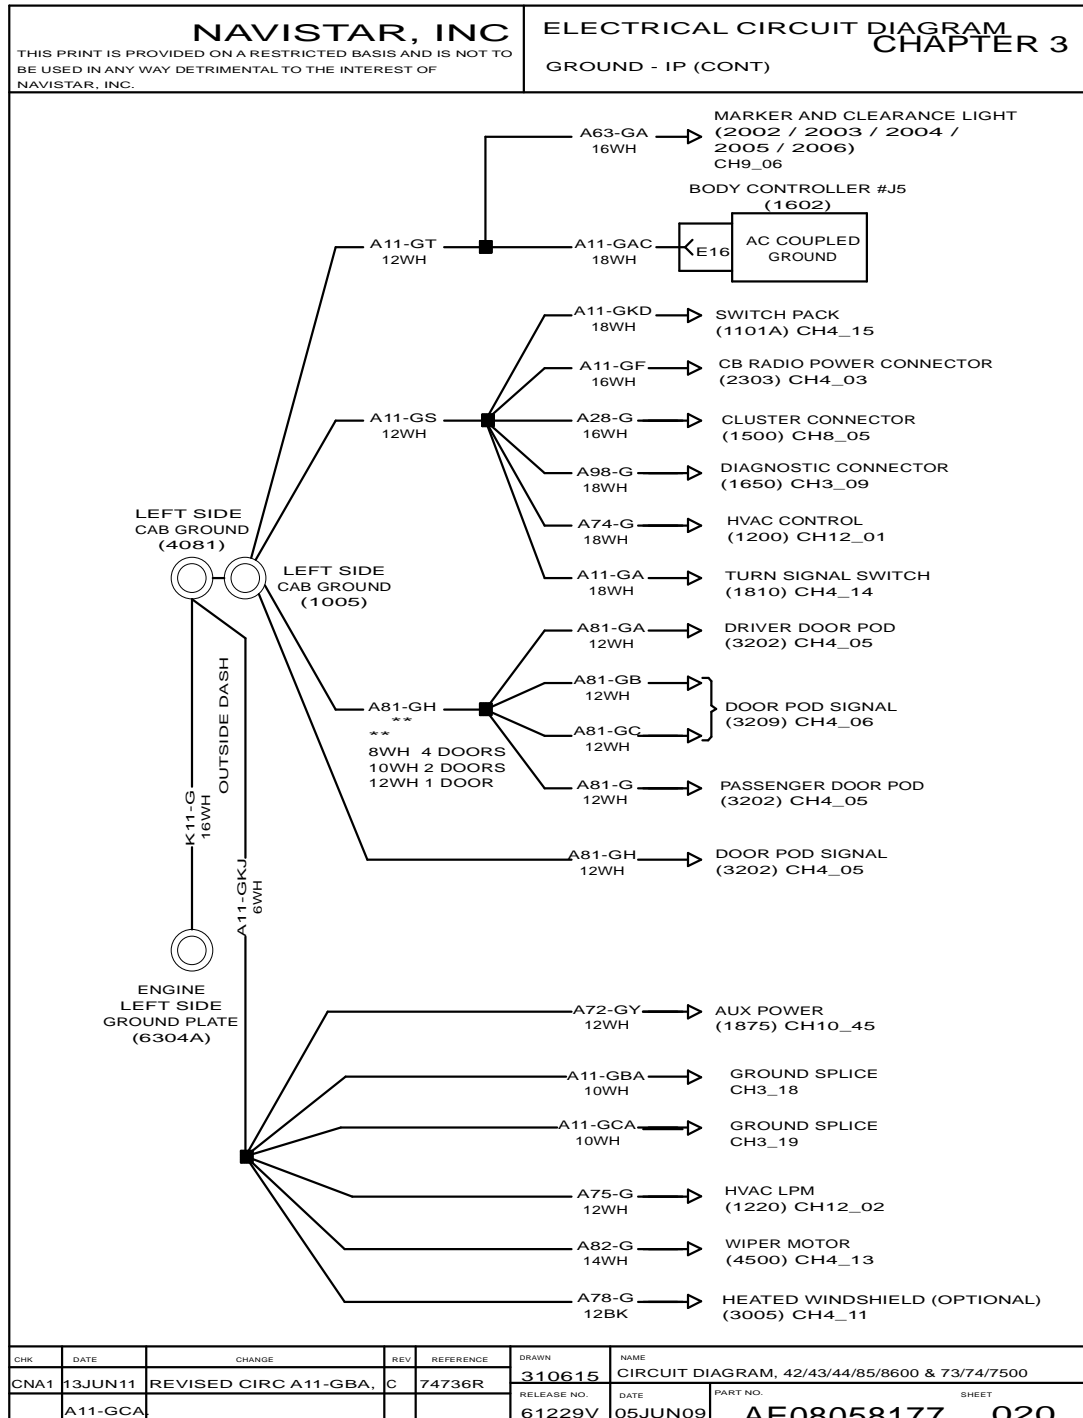 NAVISTAR, INC
THIS PRINT IS PROVIDED ON A RESTRICTED BASIS AND IS NOT TO
BE USED IN ANY WAY DETRIMENTAL TO THE INTEREST OF
NAVISTAR, INC.
ELECTRICAL CIRCUIT DIAGRAM
CHAPTER 3
GROUND - IP (CONT)
A63-GA
16WH
MARKER AND CLEARANCE LIGHT
(2002 / 2003 / 2004 /
2005 / 2006)
CH9_06
BODY CONTROLLER #J5
(1602)
A11-GT
12WH
A11-GAC
18WH
E16
AC COUPLED
GROUND
A11-GKD
18WH
SWITCH PACK
(1101A) CH4_15
A11-GF
16WH
CB RADIO POWER CONNECTOR
(2303) CH4_03
A11-GS
12WH
A28-G
16WH
CLUSTER CONNECTOR
(1500) CH8_05
A98-G
18WH
DIAGNOSTIC CONNECTOR
(1650) CH3_09
A74-G
18WH
HVAC CONTROL
(1200) CH12_01
A11-GA
18WH
TURN SIGNAL SWITCH
(1810) CH4_14
LEFT SIDE
CAB GROUND
(4081)
LEFT SIDE
CAB GROUND
(1005)
A81-GA
12WH
DRIVER DOOR POD
(3202) CH4_05
A81-GB
12WH
DOOR POD SIGNAL
(3209) CH4_06
A81-GC
12WH
A81-GH
**
**
8WH 4 DOORS
10WH 2 DOORS
12WH 1 DOOR
A81-G
12WH
PASSENGER DOOR POD
(3202) CH4_05
A81-GH
12WH
DOOR POD SIGNAL
(3202) CH4_05
OUTSIDE DASH
K11-G
16WH
A11-GKJ
6WH
ENGINE
LEFT SIDE
GROUND PLATE
(6304A)
A72-GY
12WH
AUX POWER
(1875) CH10_45
A11-GBA
10WH
GROUND SPLICE
CH3_18
A11-GCA
10WH
GROUND SPLICE
CH3_19
A75-G
12WH
HVAC LPM
(1220) CH12_02
A82-G
14WH
WIPER MOTOR
(4500) CH4_13
A78-G
12BK
HEATED WINDSHIELD (OPTIONAL)
(3005) CH4_11
CHK DATE CHANGE REV REFERENCE
CNA1 13JUN11 REVISED CIRC A11-GBA, C 74736R
A11-GCA.
DRAWN
310615
NAME
CIRCUIT DIAGRAM, 42/43/44/85/8600 & 73/74/7500
RELEASE NO.
61229V
DATE
05JUN09
PART NO.
AE08058177
SHEET
020